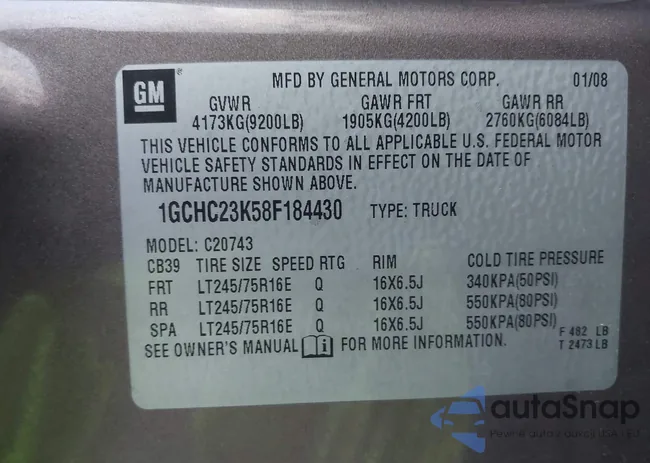 MFD BY GENERAL MOTORS CORP. 01/08
GM
GVWR GAWR FRT GAWR RR
4173KG(9200LB) 1905KG(4200LB) 2760KG(6084LB)
THIS VEHICLE CONFORMS TO ALL APPLICABLE U.S. FEDERAL MOTOR
VEHICLE SAFETY STANDARDS IN EFFECT ON THE DATE OF
MANUFACTURE SHOWN ABOVE.
1GCHC23K58F184430 TYPE: TRUCK
MODEL: C20743
CB39 TIRE SIZE SPEED RTG RIM COLD TIRE PRESSURE
FRT LT245/75R16E Q 16X6.5J 340KPA(50PSI)
RR LT245/75R16E Q 16X6.5J 550KPA(80PSI)
SPA LT245/75R16E Q 16X6.5J 550KPA(80PSI)
F 482 LB
T 2473 LB
SEE OWNER'S MANUAL i FOR MORE INFORMATION.
autaSnap
Pewne auto z